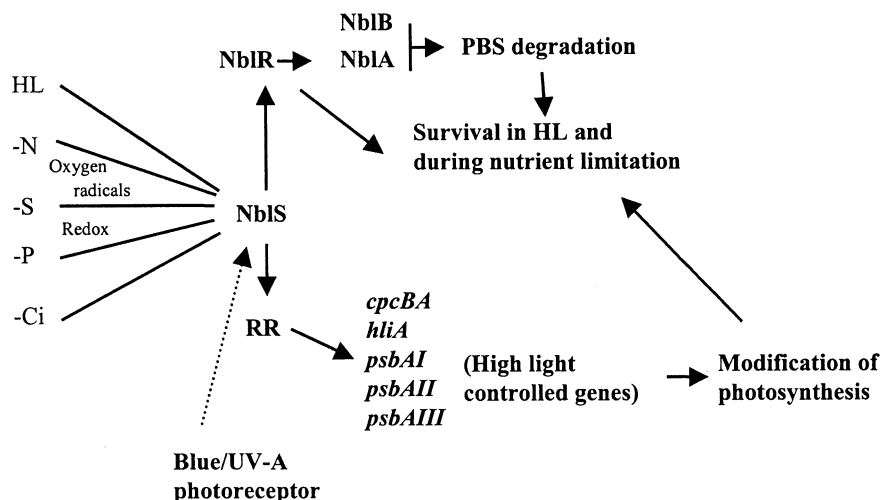 NblB
NblR
NblA
PBS degradation
HL
-N
Oxygen
radicals
-S
Redox
-P
-Ci
NblS
Survival in HL and
during nutrient limitation
RR
cpcBA
hliA
psbAI
psbAII
psbAIII
(High light
controlled genes)
Modification of
photosynthesis
Blue/UV-A
photoreceptor